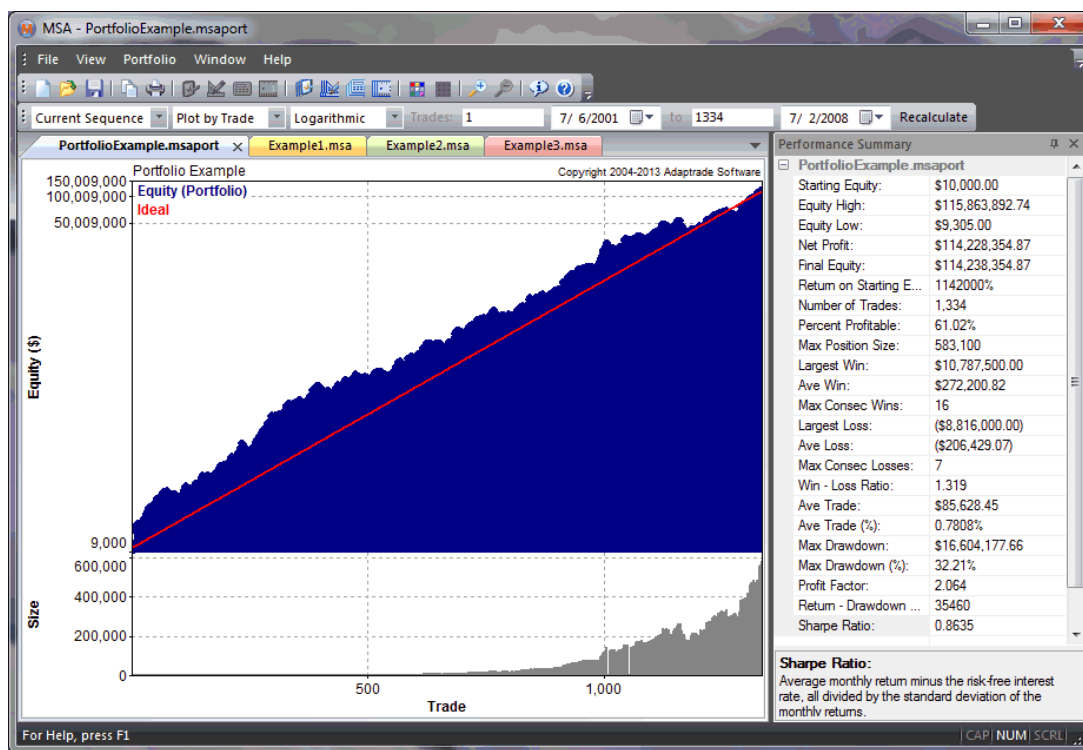 MSA - PortfolioExample.msaport
File View Portfolio Window Help
Current Sequence Plot by Trade Logarithmic Trades: 1 7/ 6/2001 to 1334 7/ 2/2008 Recalculate
PortfolioExample.msaport Example1.msa Example2.msa Example3.msa
Portfolio Example Copyright 2004-2013 Adaptrade Software
150,009,000
100,009,000
50,009,000
9,000
Equity ($)
Equity (Portfolio)
Ideal
600,000
400,000
200,000
0
Size
500 1,000
Trade
Performance Summary
PortfolioExample.msaport
Starting Equity: $10,000.00
Equity High: $115,863,892.74
Equity Low: $9,305.00
Net Profit: $114,228,354.87
Final Equity: $114,238,354.87
Return on Starting E... 1142000%
Number of Trades: 1,334
Percent Profitable: 61.02%
Max Position Size: 583,100
Largest Win: $10,787,500.00
Ave Win: $272,200.82
Max Consec Wins: 16
Largest Loss: ($8,816,000.00)
Ave Loss: ($206,429.07)
Max Consec Losses: 7
Win - Loss Ratio: 1.319
Ave Trade: $85,628.45
Ave Trade (%): 0.7808%
Max Drawdown: $16,604,177.66
Max Drawdown (%): 32.21%
Profit Factor: 2.064
Return - Drawdown ... 35460
Sharpe Ratio: 0.8635
Sharpe Ratio:
Average monthly return minus the risk-free interest
rate, all divided by the standard deviation of the
monthly returns.
For Help, press F1 CAP NUM SCRL